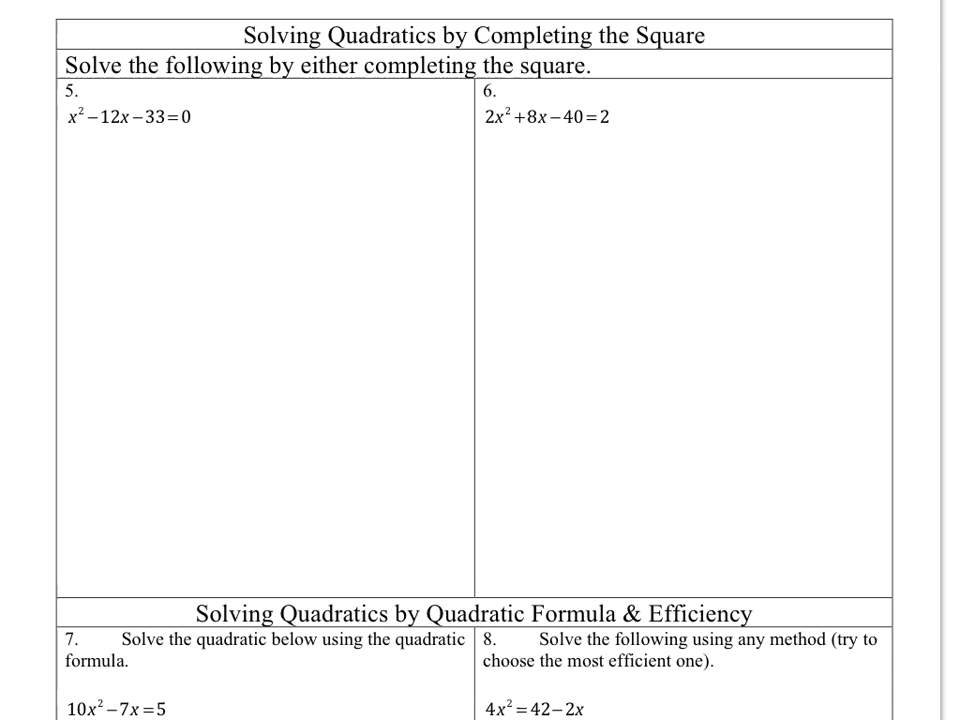 Solving Quadratics by Completing the Square
Solve the following by either completing the square.
5.
x² – 12x – 33 = 0
6.
2x² + 8x – 40 = 2
Solving Quadratics by Quadratic Formula & Efficiency
7. Solve the quadratic below using the quadratic
formula.
10x² – 7x = 5
8. Solve the following using any method (try to
choose the most efficient one).
4x² = 42 – 2x